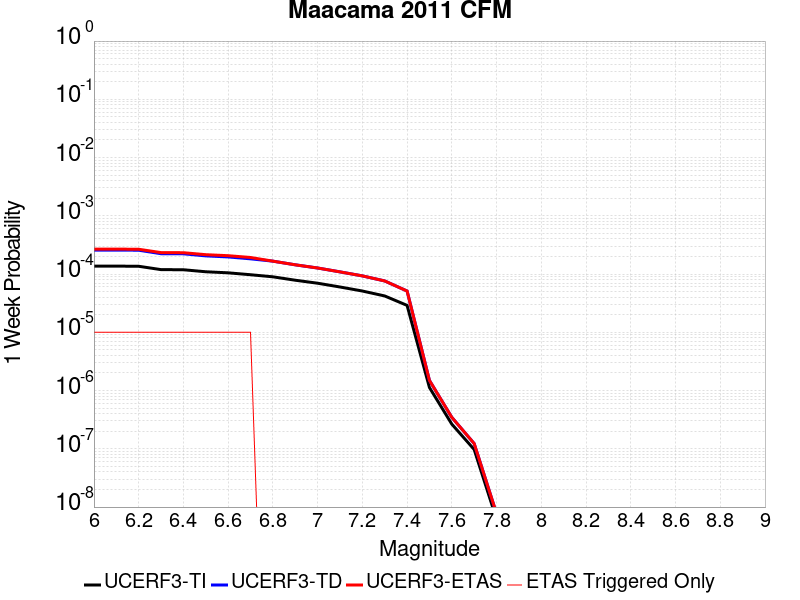 Maacama 2011 CFM
1 Week Probability
10^0
10^-1
10^-2
10^-3
10^-4
10^-5
10^-6
10^-7
10^-8
6 6.2 6.4 6.6 6.8 7 7.2 7.4 7.6 7.8 8 8.2 8.4 8.6 8.8 9
Magnitude
UCERF3-TI UCERF3-TD UCERF3-ETAS ETAS Triggered Only